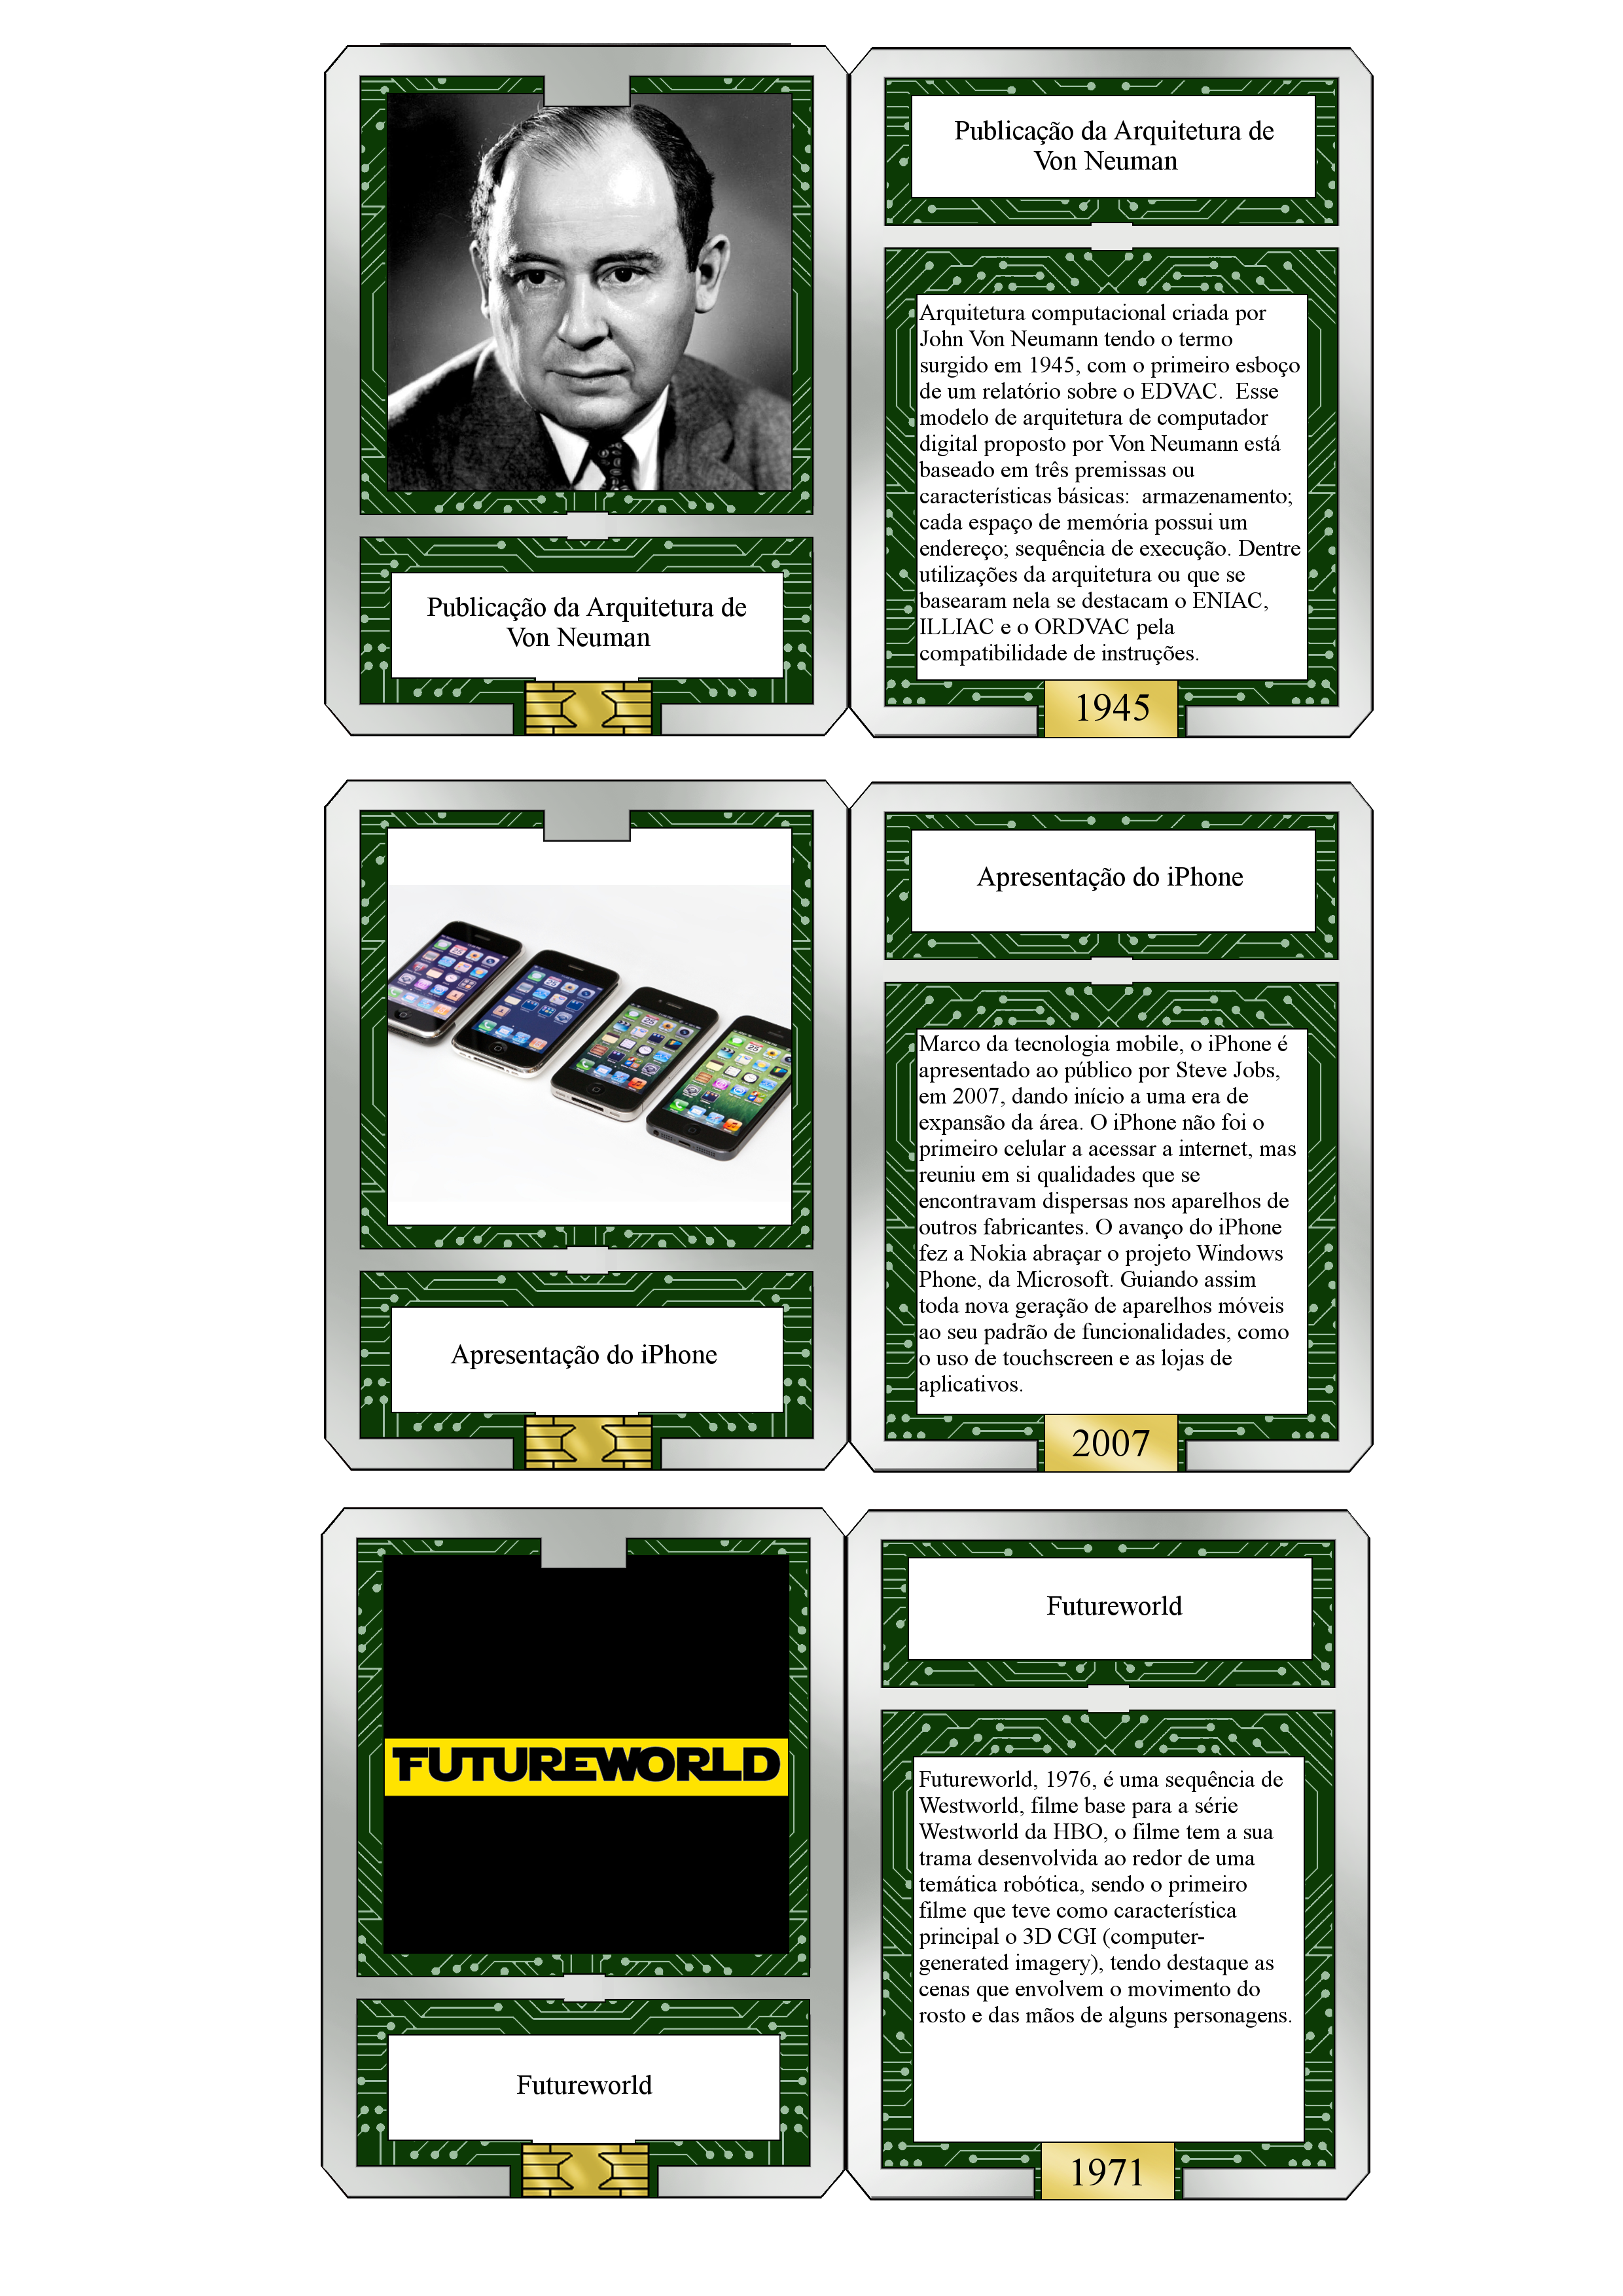 Publicação da Arquitetura de
Von Neuman
Publicação da Arquitetura de
Von Neuman
Arquitetura computacional criada por
John Von Neumann tendo o termo
surgido em 1945, com o primeiro esboço
de um relatório sobre o EDVAC.  Esse
modelo de arquitetura de computador
digital proposto por Von Neumann está
baseado em três premissas ou
características básicas:  armazenamento;
cada espaço de memória possui um
endereço; sequência de execução. Dentre
utilizações da arquitetura ou que se
basearam nela se destacam o ENIAC,
ILLIAC e o ORDVAC pela
compatibilidade de instruções.
1945
Apresentação do iPhone
Apresentação do iPhone
Marco da tecnologia mobile, o iPhone é
apresentado ao público por Steve Jobs,
em 2007, dando início a uma era de
expansão da área. O iPhone não foi o
primeiro celular a acessar a internet, mas
reuniu em si qualidades que se
encontravam dispersas nos aparelhos de
outros fabricantes. O avanço do iPhone
fez a Nokia abraçar o projeto Windows
Phone, da Microsoft. Guiando assim
toda nova geração de aparelhos móveis
ao seu padrão de funcionalidades, como
o uso de touchscreen e as lojas de
aplicativos.
2007
FUTUREWORLD
Futureworld
Futureworld
Futureworld, 1976, é uma sequência de
Westworld, filme base para a série
Westworld da HBO, o filme tem a sua
trama desenvolvida ao redor de uma
temática robótica, sendo o primeiro
filme que teve como característica
principal o 3D CGI (computer-
generated imagery), tendo destaque as
cenas que envolvem o movimento do
rosto e das mãos de alguns personagens.
1971